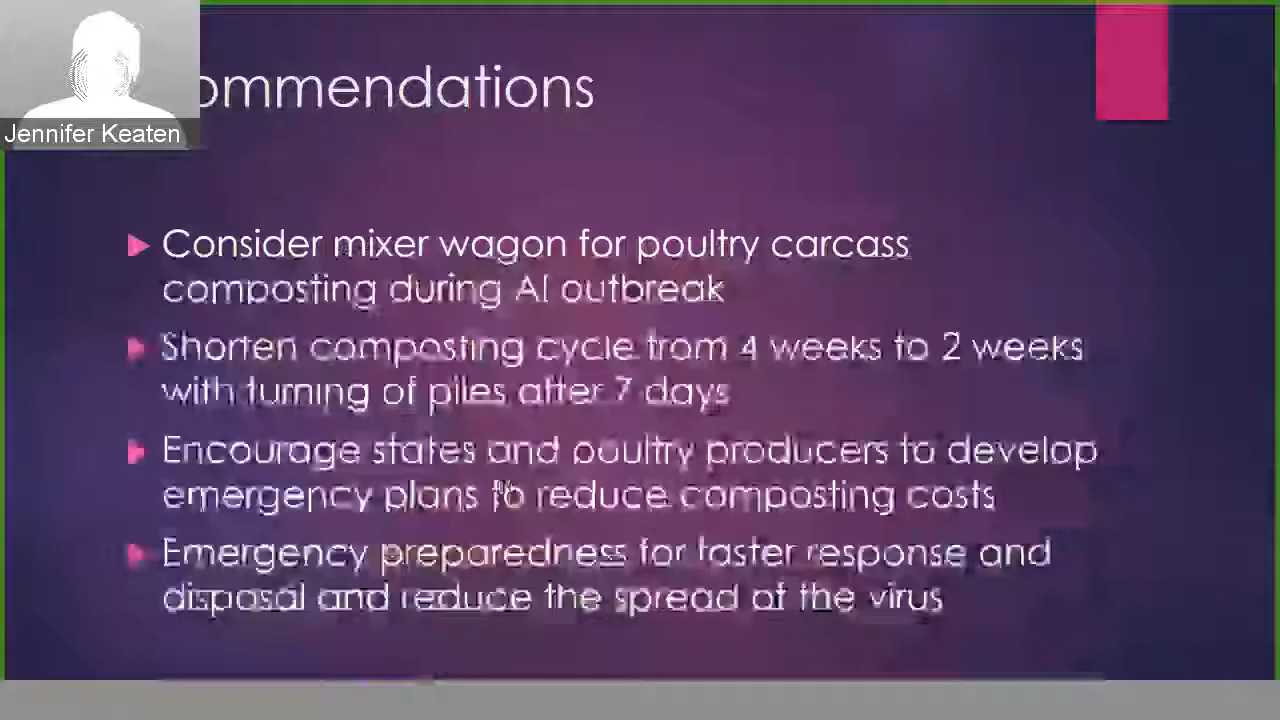 ommendations
Jennifer Keaten
Consider mixer wagon for poultry carcass
composting during AI outbreak
Shorten composting cycle from 4 weeks to 2 weeks
with turning of piles after 7 days
Encourage states and poultry producers to develop
emergency plans to reduce composting costs
Emergency preparedness for faster response and
disposal and reduce the spread of the virus